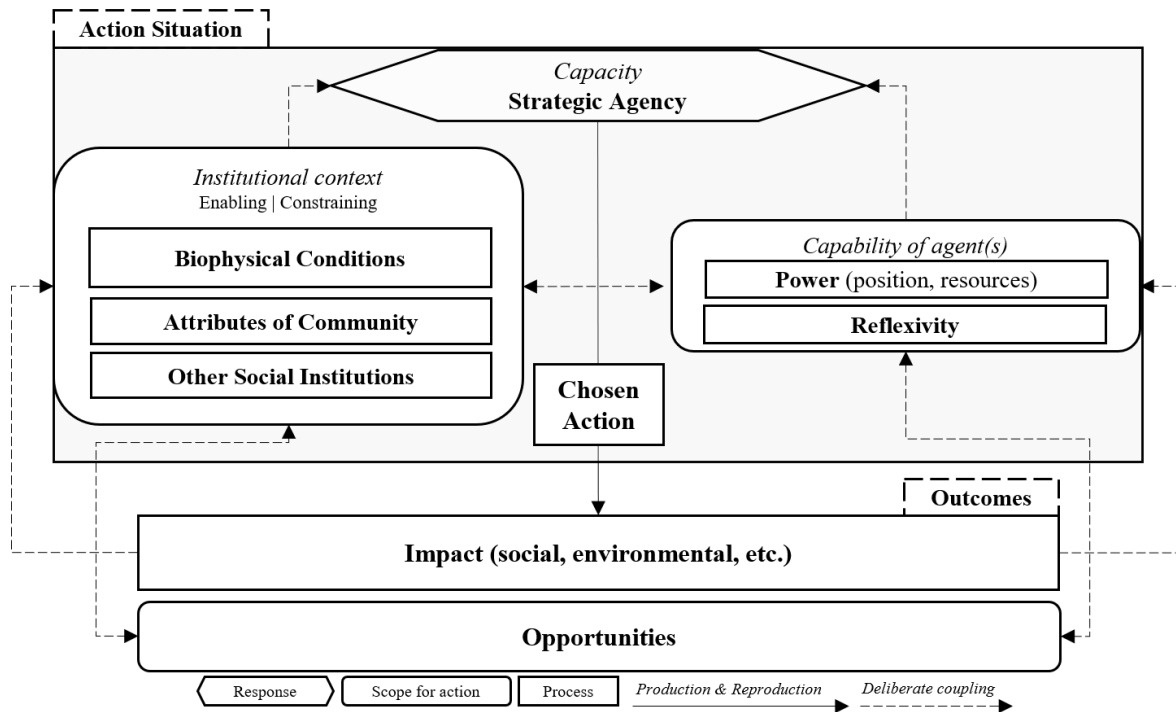 Action Situation
Capacity
Strategic Agency
Institutional context
Enabling | Constraining
Biophysical Conditions
Attributes of Community
Other Social Institutions
Capability of agent(s)
Power (position, resources)
Reflexivity
Chosen
Action
Outcomes
Impact (social, environmental, etc.)
Opportunities
Response
Scope for action
Process
Production & Reproduction
Deliberate coupling